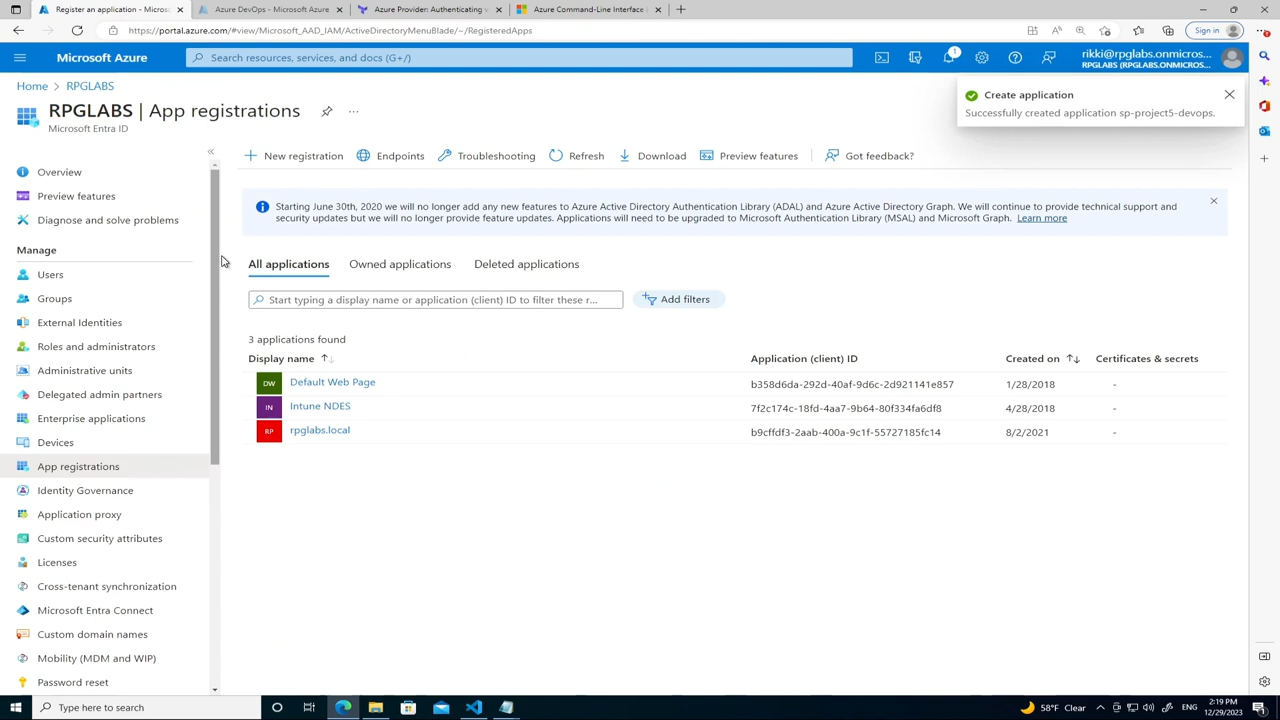 Register an application - Micros
Azure DevOps - Microsoft Azure
Azure Provider: Authenticating v
Azure Command-Line Interface
https://portal.azure.com/#view/Microsoft_AAD_IAM/ActiveDirectoryMenuBlade/~/RegisteredApps
Sign in
Microsoft Azure
Search resources, services, and docs (G+/)
1
rikki@rpglabs.onmicros...
RPGLABS (RPGLABS.ONMICROS...
Home > RPGLABS
RPGLABS | App registrations
...
Microsoft Entra ID
Create application
Successfully created application sp-project5-devops.
«
New registration
Endpoints
Troubleshooting
Refresh
Download
Preview features
Got feedback?
Overview
Preview features
Diagnose and solve problems
Manage
Users
Groups
External Identities
Roles and administrators
Administrative units
Delegated admin partners
Enterprise applications
Devices
App registrations
Identity Governance
Application proxy
Custom security attributes
Licenses
Cross-tenant synchronization
Microsoft Entra Connect
Custom domain names
Mobility (MDM and WIP)
Password reset
Starting June 30th, 2020 we will no longer add any new features to Azure Active Directory Authentication Library (ADAL) and Azure Active Directory Graph. We will continue to provide technical support and
security updates but we will no longer provide feature updates. Applications will need to be upgraded to Microsoft Authentication Library (MSAL) and Microsoft Graph. Learn more
All applications
Owned applications
Deleted applications
Start typing a display name or application (client) ID to filter these r...
Add filters
3 applications found
Display name
Application (client) ID
Created on
Certificates & secrets
DW Default Web Page b358d6da-292d-40af-9d6c-2d921141e857 1/28/2018 -
IN Intune NDES 7f2c174c-18fd-4aa7-9b64-80f334fa6df8 4/28/2018 -
RP rpglabs.local b9cffdf3-2aab-400a-9c1f-55727185fc14 8/2/2021 -
Type here to search
58°F Clear
ENG
2:19 PM
12/29/2023